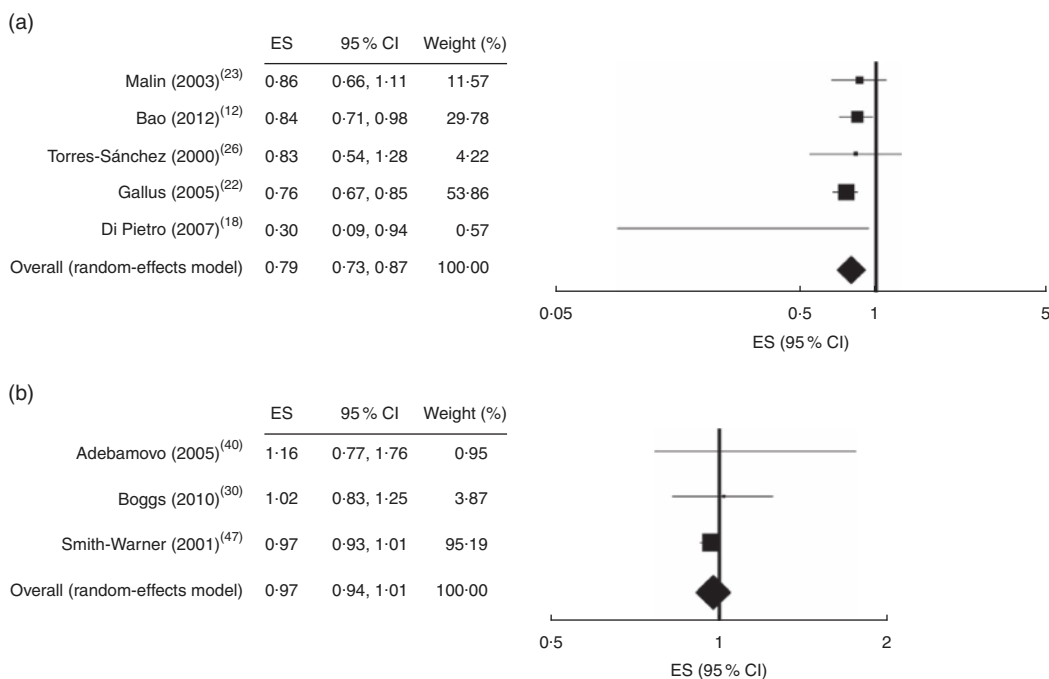 (a)
ES 95 % CI Weight (%)
Malin (2003)(23) 0·86 0·66, 1·11 11·57
Bao (2012)(12) 0·84 0·71, 0·98 29·78
Torres-Sánchez (2000)(26) 0·83 0·54, 1·28 4·22
Gallus (2005)(22) 0·76 0·67, 0·85 53·86
Di Pietro (2007)(18) 0·30 0·09, 0·94 0·57
Overall (random-effects model) 0·79 0·73, 0·87 100·00
0·05 0·5 1 5
ES (95 % CI)
(b)
ES 95 % CI Weight (%)
Adebamovo (2005)(40) 1·16 0·77, 1·76 0·95
Boggs (2010)(30) 1·02 0·83, 1·25 3·87
Smith-Warner (2001)(47) 0·97 0·93, 1·01 95·19
Overall (random-effects model) 0·97 0·94, 1·01 100·00
0·5 1 2
ES (95 % CI)